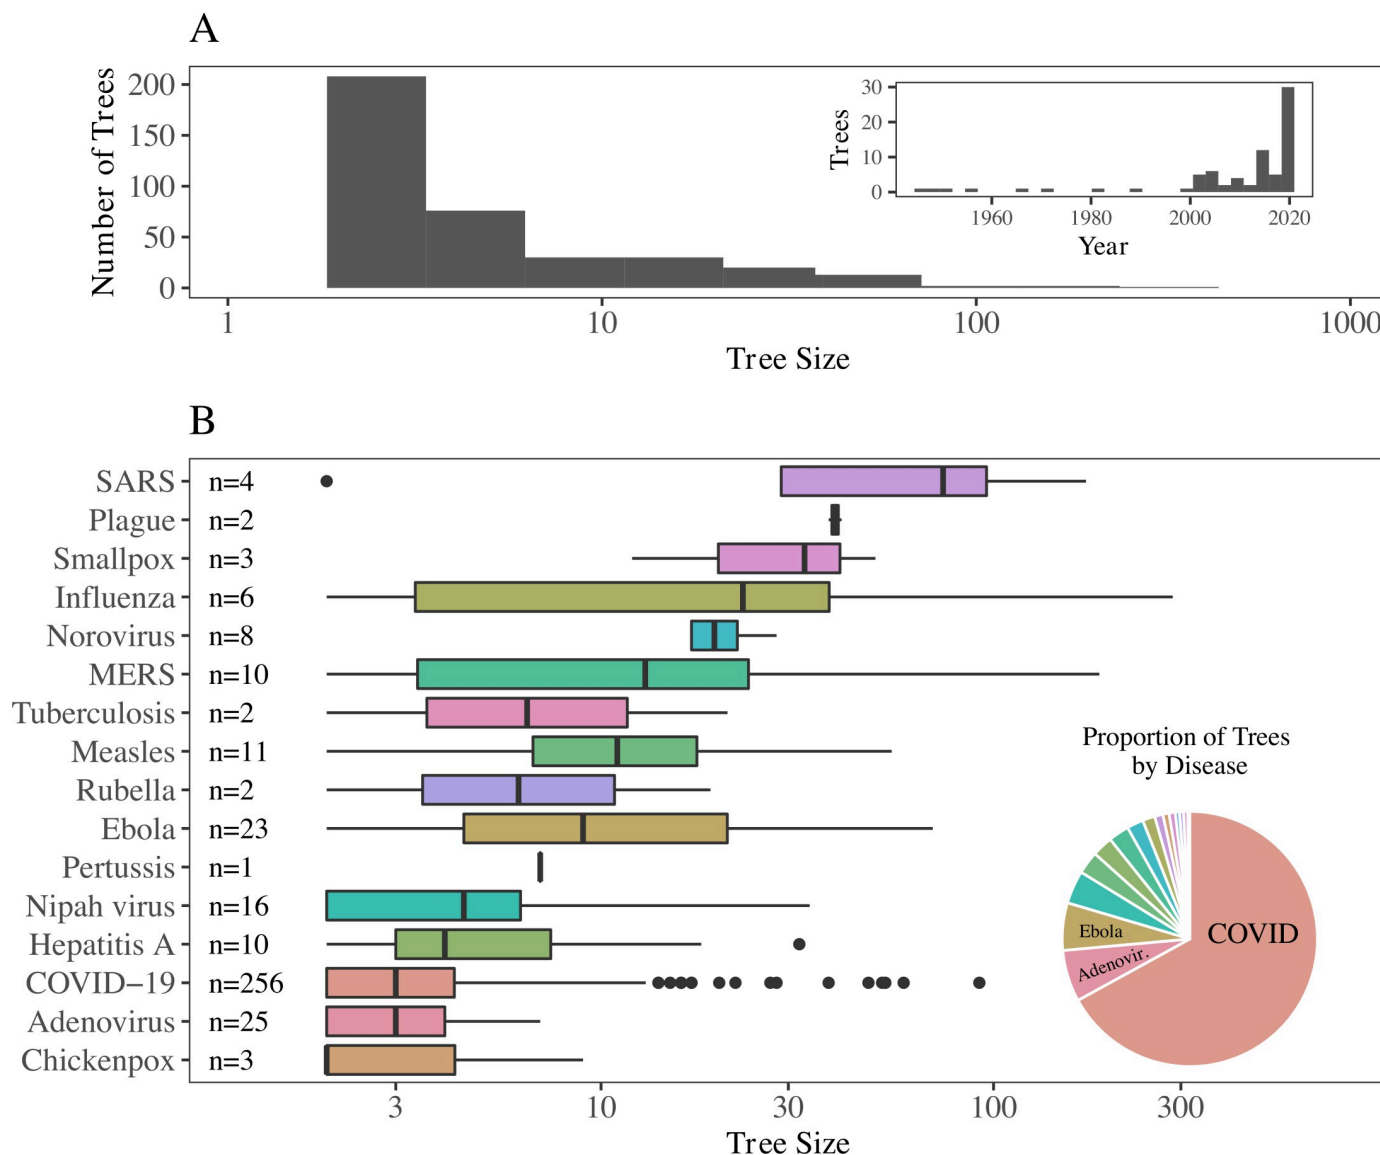 A
Number of Trees
200
150
100
50
0
1 10 100 1000
Tree Size
Trees
30
20
10
0
1960 1980 2000 2020
Year
B
SARS n=4
Plague n=2
Smallpox n=3
Influenza n=6
Norovirus n=8
MERS n=10
Tuberculosis n=2
Measles n=11
Rubella n=2
Ebola n=23
Pertussis n=1
Nipah virus n=16
Hepatitis A n=10
COVID−19 n=256
Adenovirus n=25
Chickenpox n=3
3 10 30 100 300
Tree Size
Proportion of Trees
by Disease
COVID
Ebola
Adenovir.